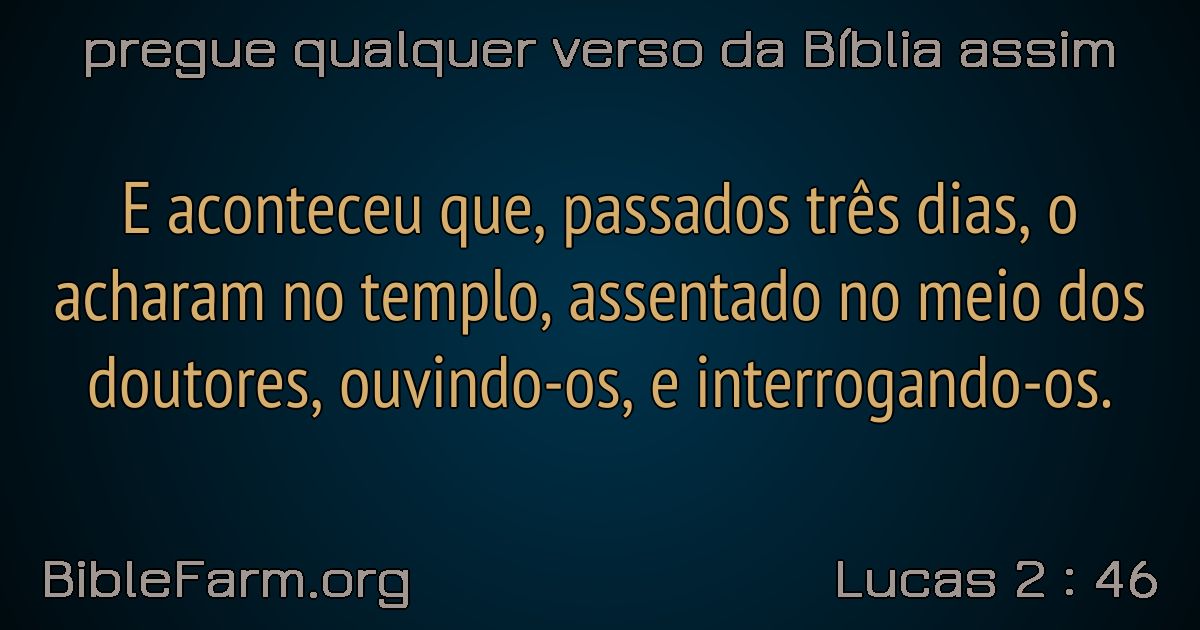 pregue qualquer verso da Bíblia assim
E aconteceu que, passados três dias, o
acharam no templo, assentado no meio dos
doutores, ouvindo-os, e interrogando-os.
BibleFarm.org
Lucas 2 : 46